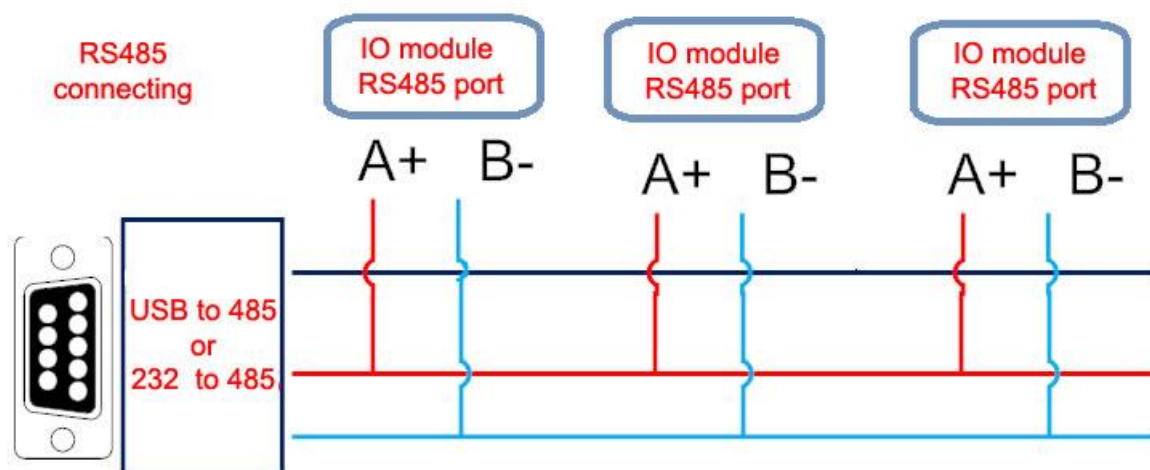 RS485
connecting
IO module
RS485 port
IO module
RS485 port
IO module
RS485 port
A+ B-
A+ B-
A+ B-
USB to 485
or
232 to 485